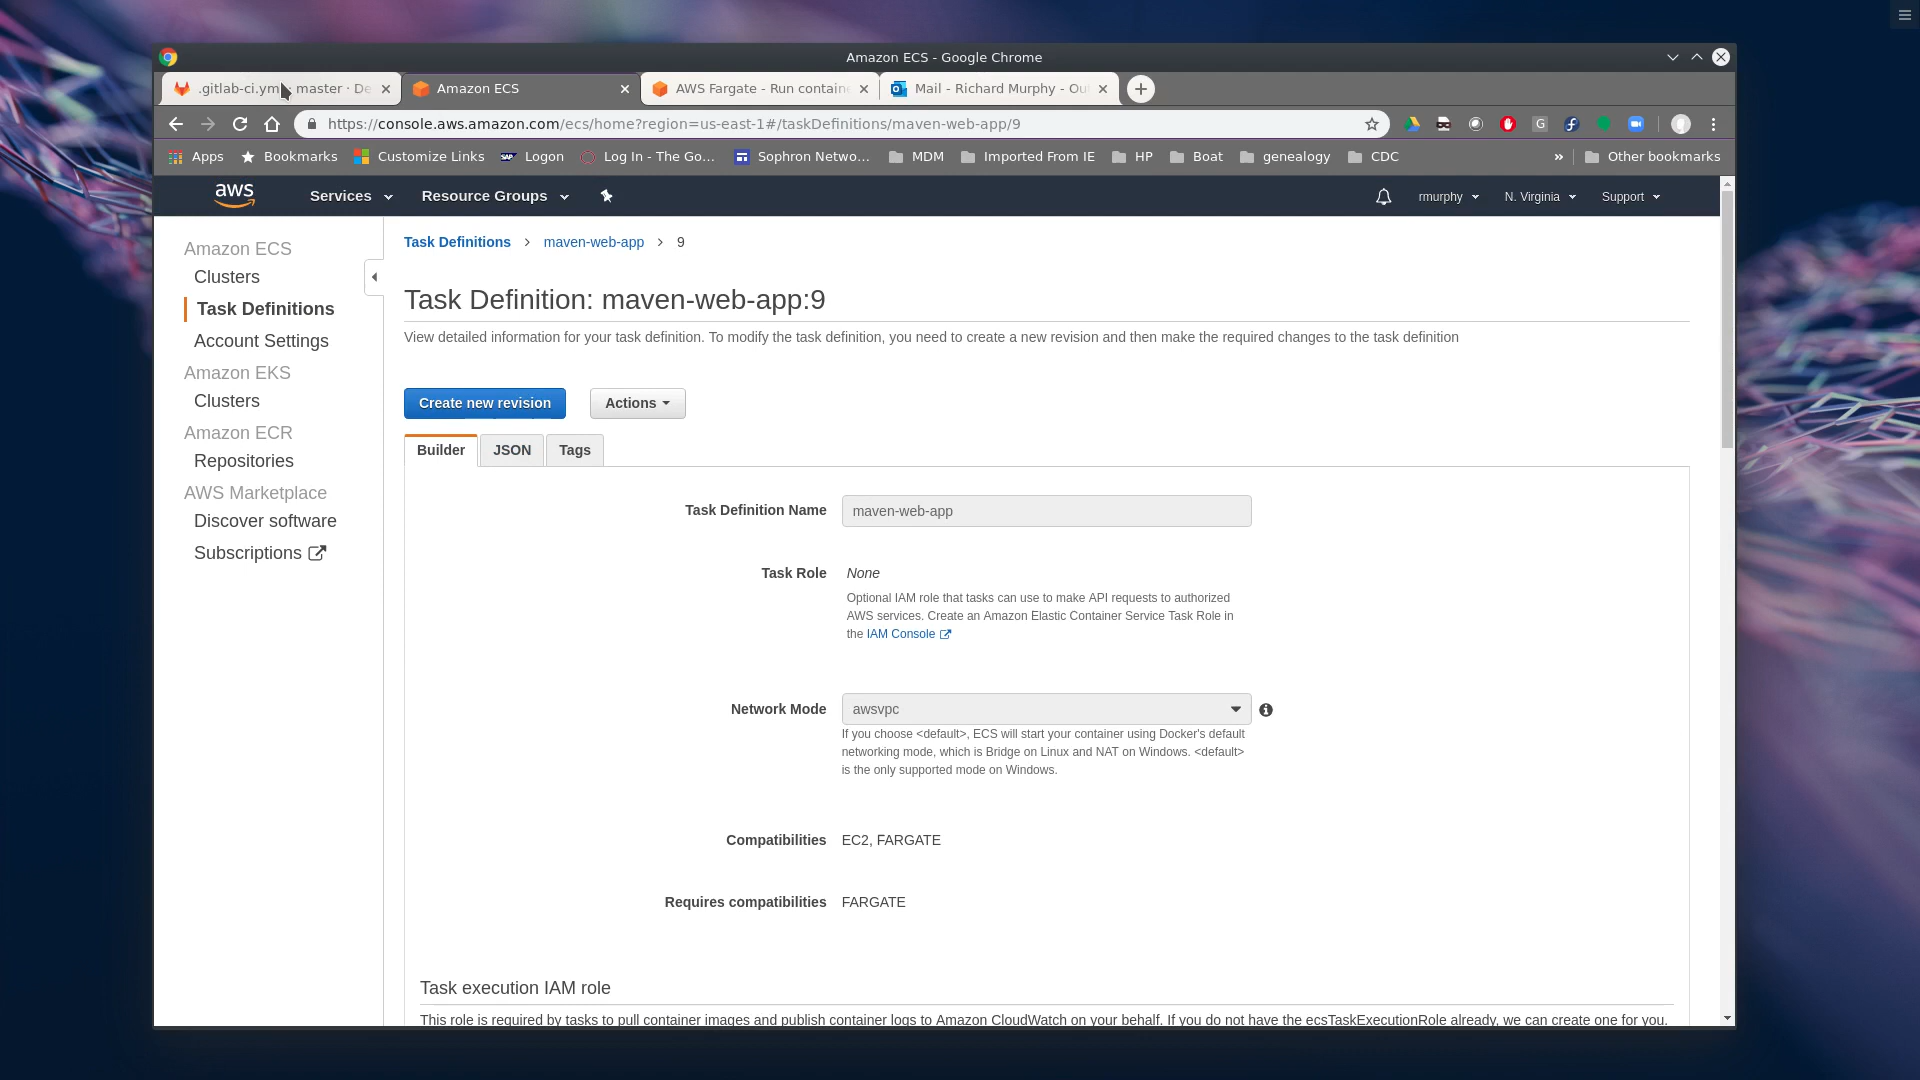 Amazon ECS - Google Chrome
.gitlab-ci.ym master · De
Amazon ECS
AWS Fargate - Run containe
Mail - Richard Murphy - Ou
https://console.aws.amazon.com/ecs/home?region=us-east-1#/taskDefinitions/maven-web-app/9
Apps
Bookmarks
Customize Links
Logon
Log In - The Go...
Sophron Netwo...
MDM
Imported From IE
HP
Boat
genealogy
CDC
»
Other bookmarks
aws
Services
Resource Groups
rmurphy
N. Virginia
Support
Amazon ECS
Clusters
Task Definitions
Account Settings
Amazon EKS
Clusters
Amazon ECR
Repositories
AWS Marketplace
Discover software
Subscriptions
Task Definitions > maven-web-app > 9
Task Definition: maven-web-app:9
View detailed information for your task definition. To modify the task definition, you need to create a new revision and then make the required changes to the task definition
Create new revision
Actions
Builder
JSON
Tags
Task Definition Name
maven-web-app
Task Role
None
Optional IAM role that tasks can use to make API requests to authorized
AWS services. Create an Amazon Elastic Container Service Task Role in
the IAM Console
Network Mode
awsvpc
If you choose <default>, ECS will start your container using Docker's default
networking mode, which is Bridge on Linux and NAT on Windows. <default>
is the only supported mode on Windows.
Compatibilities
EC2, FARGATE
Requires compatibilities
FARGATE
Task execution IAM role
This role is required by tasks to pull container images and publish container logs to Amazon CloudWatch on your behalf. If you do not have the ecsTaskExecutionRole already, we can create one for you.